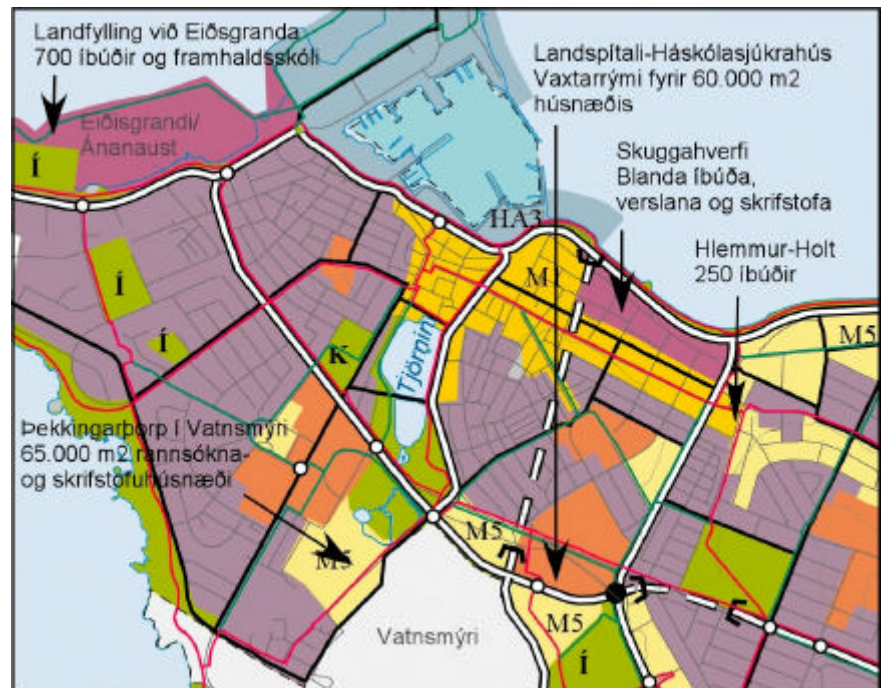 Landfylling við Eiðsgranda
700 íbúðir og framhaldsskóli
Landspítali-Háskólasjúkrahús
Vaxtarrými fyrir 60.000 m2
húsnæðis
Eiðisgrandi/
Ánanaust
Skuggahverfi
Blanda íbúða,
verslana og skrifstofa
Í
HA3
Hlemmur-Holt
250 íbúðir
Í
M1
M5
Í
K
Tjörnin
Þekkingarþorp í Vatnsmýri
65.000 m2 rannsókna-
og skrifstofuhúsnæði
M5
M5
M5
Vatnsmýri
Í